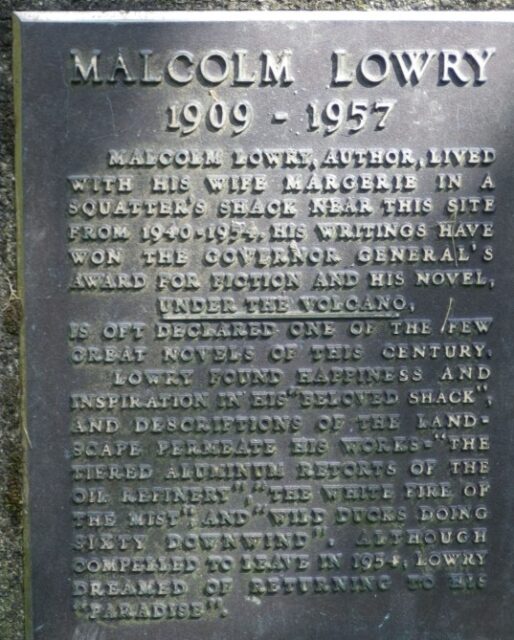 MALCOLM LOWRY
1909 - 1957
MALCOLM LOWRY, AUTHOR, LIVED
WITH HIS WIFE MARGERIE IN A
SQUATTER'S SHACK NEAR THIS SITE
FROM 1940-1954. HIS WRITINGS HAVE
WON THE GOVERNOR GENERAL'S
AWARD FOR FICTION AND HIS NOVEL,
UNDER THE VOLCANO,
IS OFT DECLARED ONE OF THE FEW
GREAT NOVELS OF THIS CENTURY.
LOWRY FOUND HAPPINESS AND
INSPIRATION IN HIS "BELOVED SHACK",
AND DESCRIPTIONS OF THE LAND-
SCAPE PERMEATE HIS WORKS-"THE
TIERED ALUMINUM RETORTS OF THE
OIL REFINERY", "THE WHITE FIRE OF
THE MIST", AND "WILD DUCKS DOING
SIXTY DOWNWIND". ALTHOUGH
COMPELLED TO LEAVE IN 1954, LOWRY
DREAMED OF RETURNING TO HIS
"PARADISE".